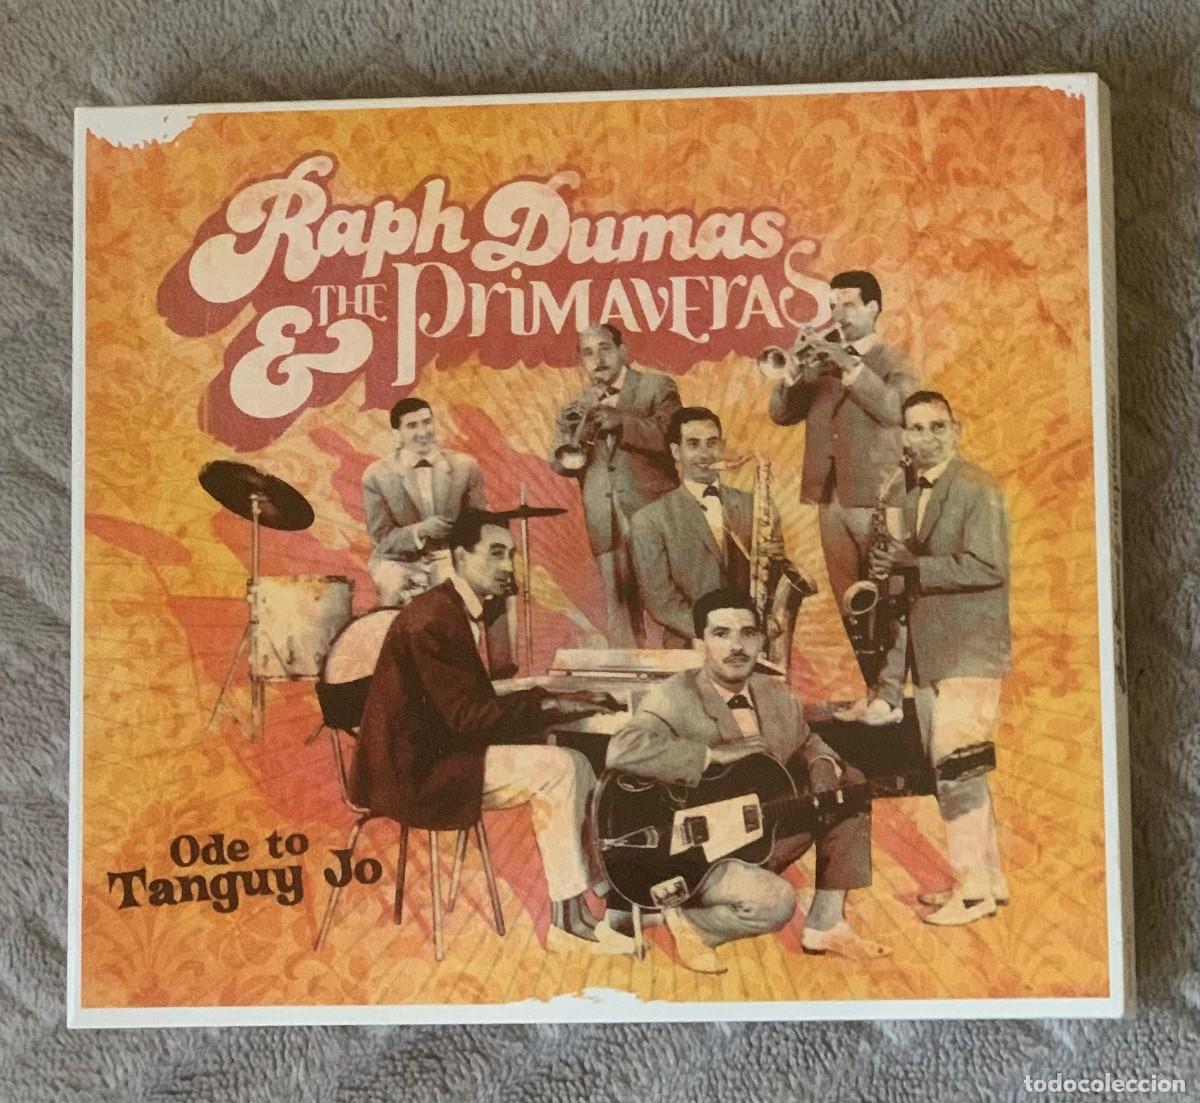 Raph Dumas
& THE PriMAVErAS
Ode to
Tanguy Jo
todocoleccion